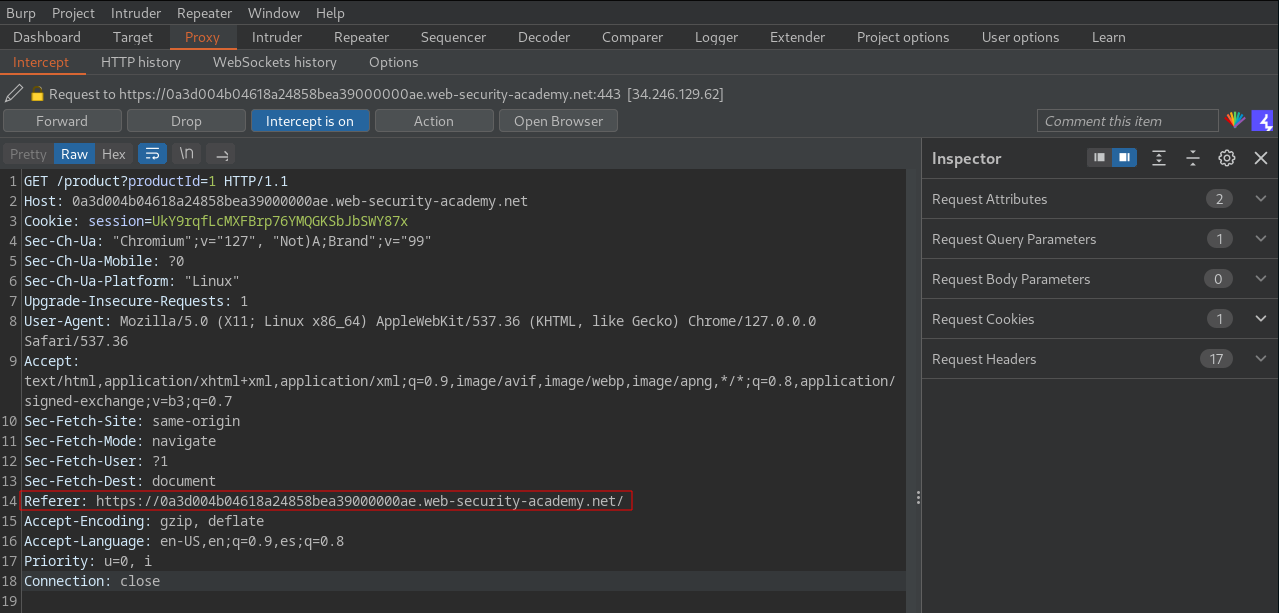 Burp Project Intruder Repeater Window Help
Dashboard Target Proxy Intruder Repeater Sequencer Decoder Comparer Logger Extender Project options User options Learn
Intercept HTTP history WebSockets history Options
Request to https://0a3d004b04618a24858bea39000000ae.web-security-academy.net:443 [34.246.129.62]
Forward Drop Intercept is on Action Open Browser Comment this item
Pretty Raw Hex \n
1 GET /product?productId=1 HTTP/1.1
2 Host: 0a3d004b04618a24858bea39000000ae.web-security-academy.net
3 Cookie: session=UkY9rqfLcMXFBrp76YMQGKSbJbSWY87x
4 Sec-Ch-Ua: "Chromium";v="127", "Not)A;Brand";v="99"
5 Sec-Ch-Ua-Mobile: ?0
6 Sec-Ch-Ua-Platform: "Linux"
7 Upgrade-Insecure-Requests: 1
8 User-Agent: Mozilla/5.0 (X11; Linux x86_64) AppleWebKit/537.36 (KHTML, like Gecko) Chrome/127.0.0.0
Safari/537.36
9 Accept:
text/html,application/xhtml+xml,application/xml;q=0.9,image/avif,image/webp,image/apng,*/*;q=0.8,application/
signed-exchange;v=b3;q=0.7
10 Sec-Fetch-Site: same-origin
11 Sec-Fetch-Mode: navigate
12 Sec-Fetch-User: ?1
13 Sec-Fetch-Dest: document
14 Referer: https://0a3d004b04618a24858bea39000000ae.web-security-academy.net/
15 Accept-Encoding: gzip, deflate
16 Accept-Language: en-US,en;q=0.9,es;q=0.8
17 Priority: u=0, i
18 Connection: close
19
Inspector
Request Attributes 2
Request Query Parameters 1
Request Body Parameters 0
Request Cookies 1
Request Headers 17